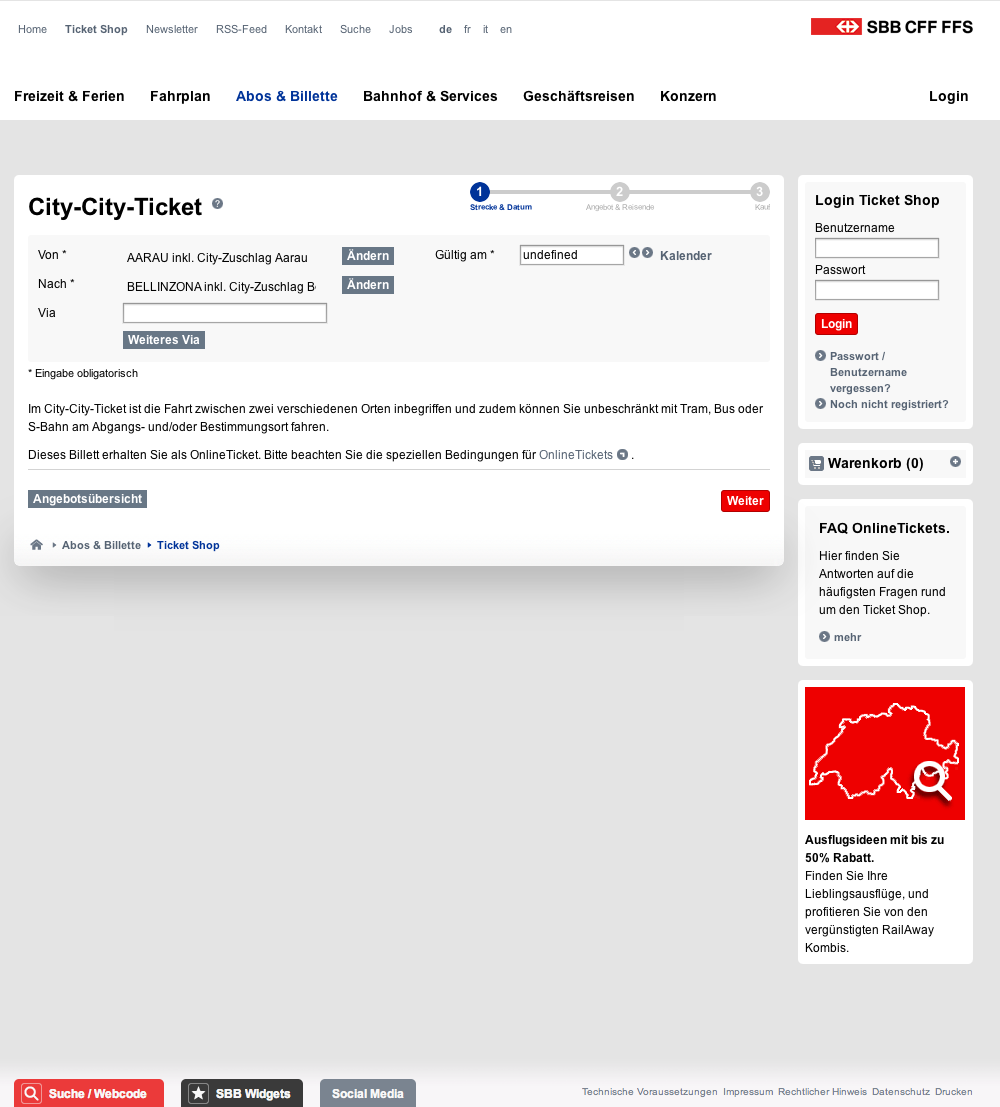 Home Ticket Shop Newsletter RSS-Feed Kontakt Suche Jobs de fr it en
SBB CFF FFS
Freizeit & Ferien Fahrplan Abos & Billette Bahnhof & Services Geschäftsreisen Konzern Login
City-City-Ticket ?
1 2 3
Strecke & Datum Angebot & Reisende Kauf
Von * AARAU inkl. City-Zuschlag Aarau Ändern Gültig am * undefined Kalender
Nach * BELLINZONA inkl. City-Zuschlag Be Ändern
Via
Weiteres Via
* Eingabe obligatorisch
Im City-City-Ticket ist die Fahrt zwischen zwei verschiedenen Orten inbegriffen und zudem können Sie unbeschränkt mit Tram, Bus oder
S-Bahn am Abgangs- und/oder Bestimmungsort fahren.
Dieses Billett erhalten Sie als OnlineTicket. Bitte beachten Sie die speziellen Bedingungen für OnlineTickets .
Angebotsübersicht Weiter
Abos & Billette Ticket Shop
Login Ticket Shop
Benutzername
Passwort
Login
Passwort /
Benutzername
vergessen?
Noch nicht registriert?
Warenkorb (0)
FAQ OnlineTickets.
Hier finden Sie
Antworten auf die
häufigsten Fragen rund
um den Ticket Shop.
mehr
Ausflugsideen mit bis zu
50% Rabatt.
Finden Sie Ihre
Lieblingsausflüge, und
profitieren Sie von den
vergünstigten RailAway
Kombis.
Suche / Webcode SBB Widgets Social Media
Technische Voraussetzungen Impressum Rechtlicher Hinweis Datenschutz Drucken